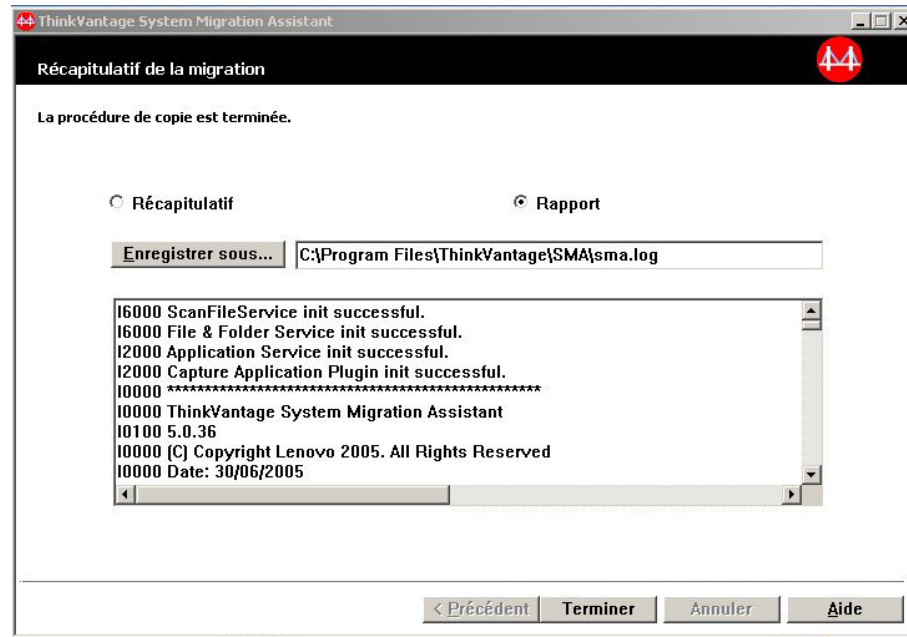 ThinkVantage System Migration Assistant
Récapitulatif de la migration
La procédure de copie est terminée.
Récapitulatif
Rapport
Enregistrer sous...
C:\Program Files\ThinkVantage\SMA\sma.log
I6000 ScanFileService init successful.
I6000 File & Folder Service init successful.
I2000 Application Service init successful.
I2000 Capture Application Plugin init successful.
I0000 **************************************************
I0000 ThinkVantage System Migration Assistant
I0100 5.0.36
I0000 (C) Copyright Lenovo 2005. All Rights Reserved
I0000 Date: 30/06/2005
< Précédent
Terminer
Annuler
Aide